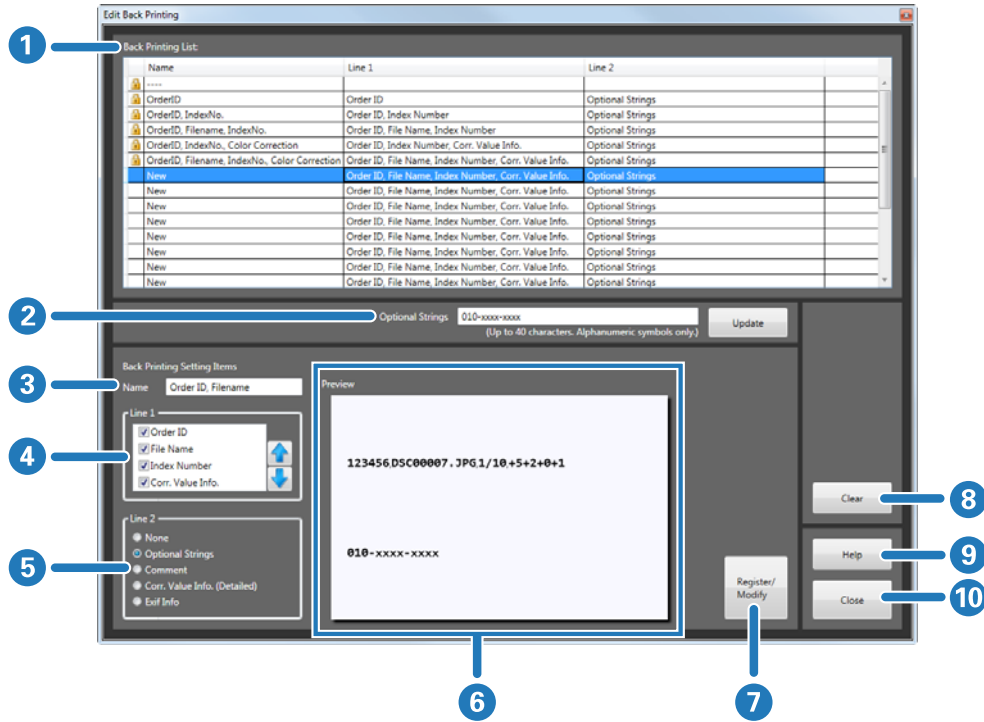 Edit Back Printing
1
Back Printing List:
Name Line 1 Line 2
----
OrderID Order ID Optional Strings
OrderID, IndexNo. Order ID, Index Number Optional Strings
OrderID, Filename, IndexNo. Order ID, File Name, Index Number Optional Strings
OrderID, IndexNo., Color Correction Order ID, Index Number, Corr. Value Info. Optional Strings
OrderID, Filename, IndexNo., Color Correction Order ID, File Name, Index Number, Corr. Value Info. Optional Strings
New Order ID, File Name, Index Number, Corr. Value Info. Optional Strings
New Order ID, File Name, Index Number, Corr. Value Info. Optional Strings
New Order ID, File Name, Index Number, Corr. Value Info. Optional Strings
New Order ID, File Name, Index Number, Corr. Value Info. Optional Strings
New Order ID, File Name, Index Number, Corr. Value Info. Optional Strings
New Order ID, File Name, Index Number, Corr. Value Info. Optional Strings
New Order ID, File Name, Index Number, Corr. Value Info. Optional Strings
New Order ID, File Name, Index Number, Corr. Value Info. Optional Strings
2
Optional Strings 010-xxxx-xxxx Update
(Up to 40 characters. Alphanumeric symbols only.)
Back Printing Setting Items
3
Name Order ID, Filename
Line 1
4
Order ID
File Name
Index Number
Corr. Value Info.
Line 2
5
None
Optional Strings
Comment
Corr. Value Info. (Detailed)
Exif Info
Preview
123456,DSC00007.JPG,1/10,+5+2+0+1
010-xxxx-xxxx
6
Register/
Modify
7
Clear
8
Help
9
Close
10